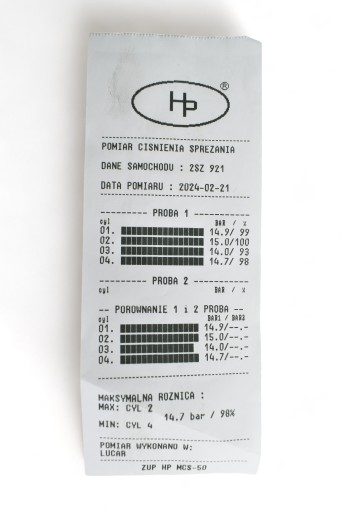 HP ®
POMIAR CISNIENIA SPREZANIA
DANE SAMOCHODU : 2SZ 921
DATA POMIARU : 2024-02-21
-------- PROBA 1 --------
cyl BAR / %
01. 14.9/ 99
02. 15.0/100
03. 14.0/ 93
04. 14.7/ 98
-------- PROBA 2 --------
cyl BAR / %
-- POROWNANIE 1 i 2 PROBA --
cyl BAR1 / BAR2
01. 14.9/--.-
02. 15.0/--.-
03. 14.0/--.-
04. 14.7/--.-
MAKSYMALNA ROZNICA :
MAX: CYL 2
14.7 bar / 98%
MIN: CYL 4
POMIAR WYKONANO W:
LUCAR
ZUP HP MCS-50